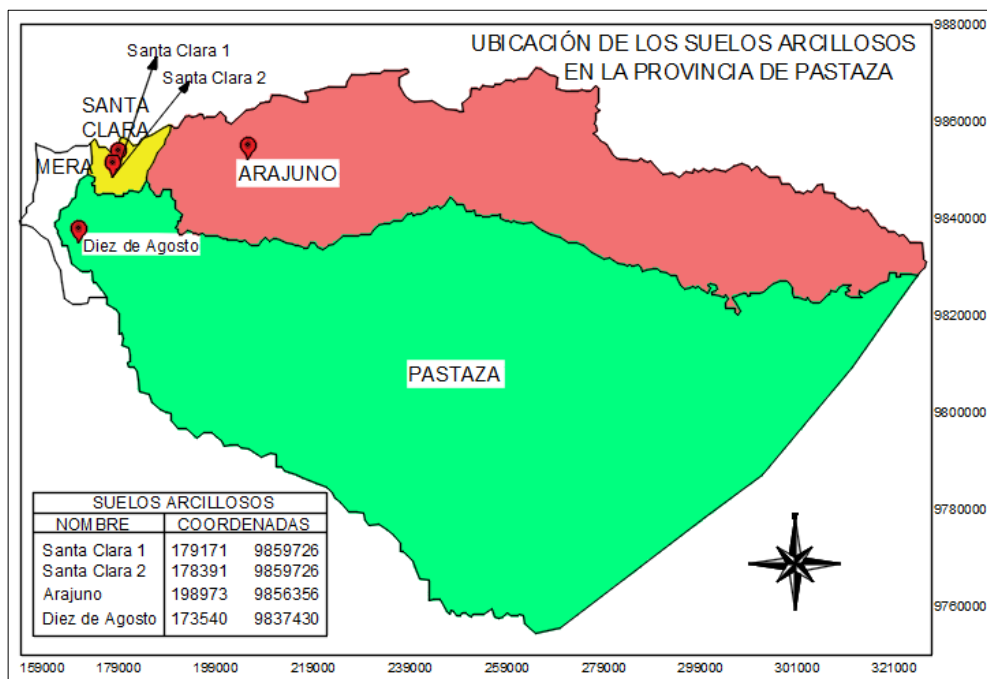 UBICACIÓN DE LOS SUELOS ARCILLOSOS
EN LA PROVINCIA DE PASTAZA
Santa Clara 1
Santa Clara 2
SANTA
CLARA
MERA
ARAJUNO
Diez de Agosto
PASTAZA
SUELOS ARCILLOSOS
NOMBRE COORDENADAS
Santa Clara 1 179171 9859726
Santa Clara 2 178391 9859726
Arajuno 198973 9856356
Diez de Agosto 173540 9837430
9880000
9860000
9840000
9820000
9800000
9780000
9760000
159000 179000 199000 219000 239000 259000 279000 299000 301000 321000